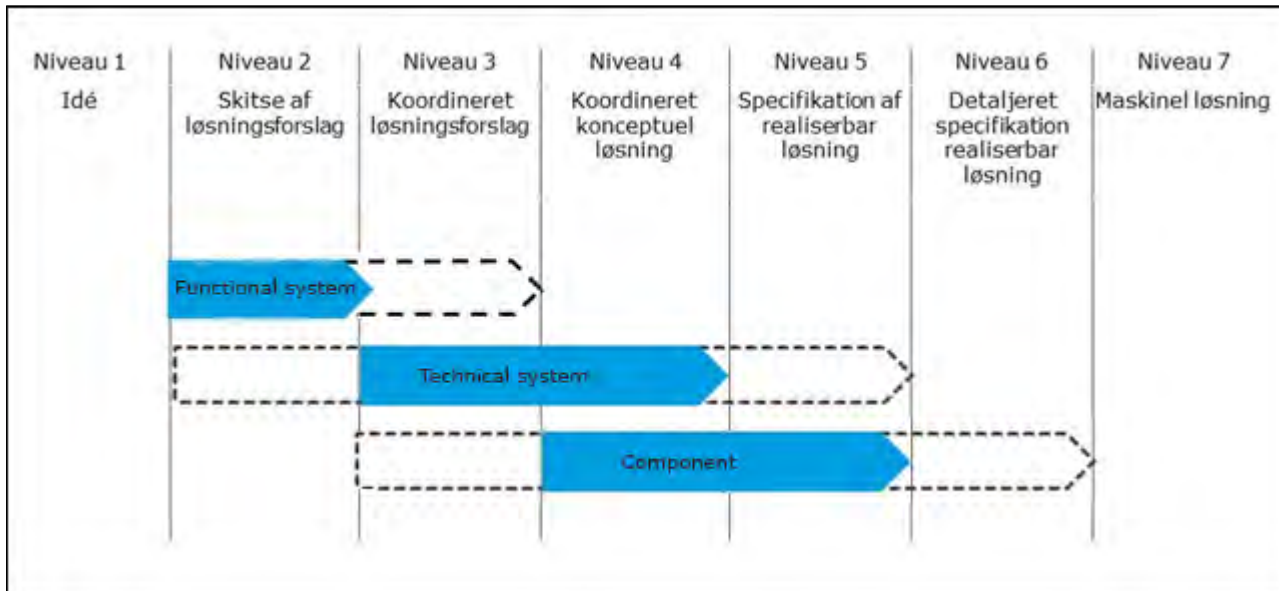 Niveau 1
Idé
Niveau 2
Skitse af
løsningsforslag
Niveau 3
Koordineret
løsningsforslag
Niveau 4
Koordineret
konceptuel
løsning
Niveau 5
Specifikation af
realiserbar
løsning
Niveau 6
Detaljeret
specifikation
realiserbar
løsning
Niveau 7
Maskinel løsning
Functional system
Technical system
Component